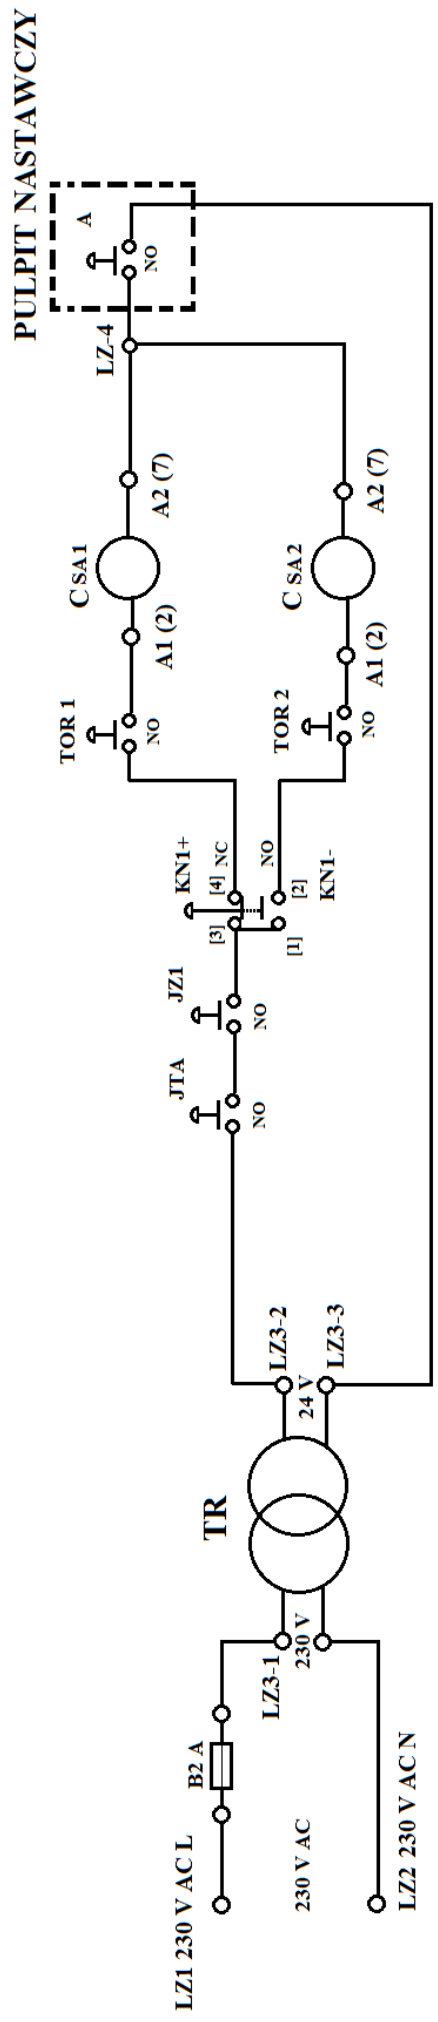 LZ1 230 V AC L
B2 A
230 V AC
LZ2 230 V AC N
LZ3-1
230 V
TR
24 V
LZ3-2
LZ3-3
JTA
NO
JZ1
NO
KN1+
[3]
[4]
NC
NO
[1]
[2]
KN1-
TOR 1
NO
TOR 2
NO
A1 (2)
C SA1
A2 (7)
A1 (2)
C SA2
A2 (7)
LZ-4
PULPIT NASTAWCZY
A
NO